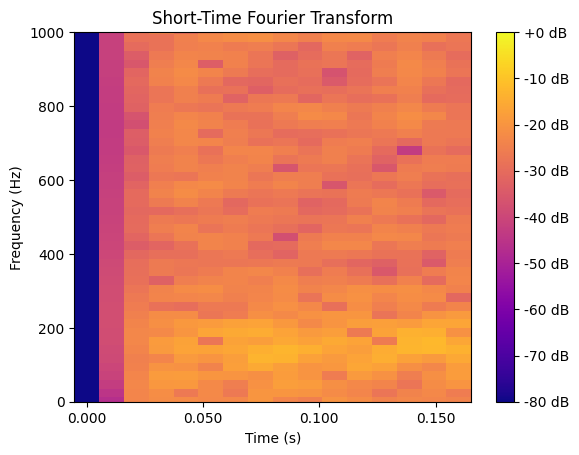 Short-Time Fourier Transform
1000
800
600
400
200
0
Frequency (Hz)
0.000
0.050
0.100
0.150
Time (s)
+0 dB
-10 dB
-20 dB
-30 dB
-40 dB
-50 dB
-60 dB
-70 dB
-80 dB